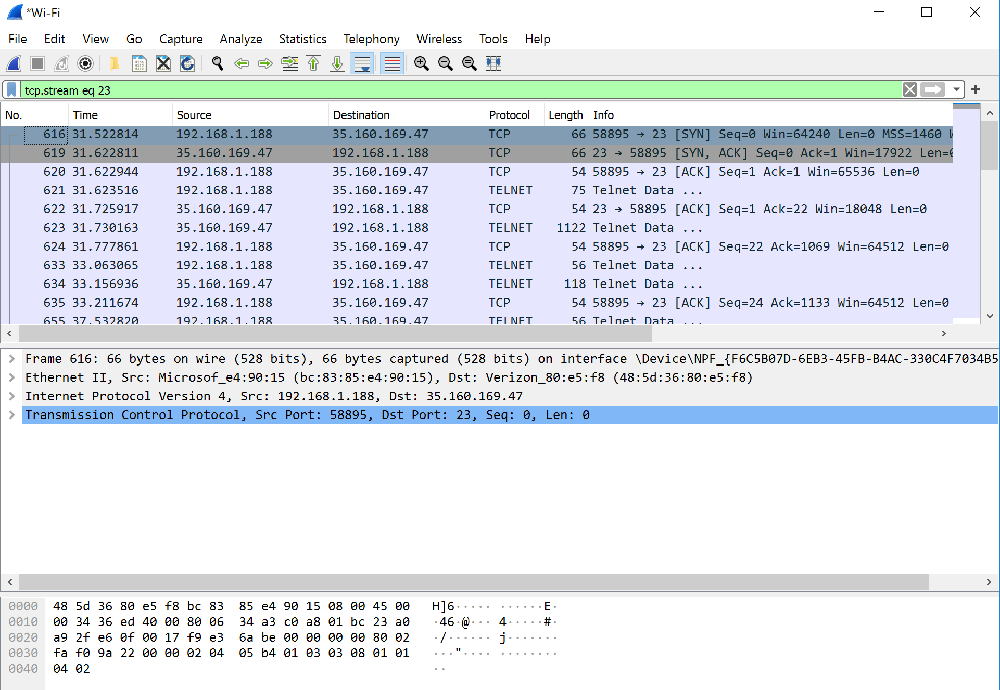 *Wi-Fi
File Edit View Go Capture Analyze Statistics Telephony Wireless Tools Help
tcp.stream eq 23
No. Time Source Destination Protocol Length Info
616 31.522814 192.168.1.188 35.160.169.47 TCP 66 58895 → 23 [SYN] Seq=0 Win=64240 Len=0 MSS=1460
619 31.622811 35.160.169.47 192.168.1.188 TCP 66 23 → 58895 [SYN, ACK] Seq=0 Ack=1 Win=17922 Len=0
620 31.622944 192.168.1.188 35.160.169.47 TCP 54 58895 → 23 [ACK] Seq=1 Ack=1 Win=65536 Len=0
621 31.623516 192.168.1.188 35.160.169.47 TELNET 75 Telnet Data ...
622 31.725917 35.160.169.47 192.168.1.188 TCP 54 23 → 58895 [ACK] Seq=1 Ack=22 Win=18048 Len=0
623 31.730163 35.160.169.47 192.168.1.188 TELNET 1122 Telnet Data ...
624 31.777861 192.168.1.188 35.160.169.47 TCP 54 58895 → 23 [ACK] Seq=22 Ack=1069 Win=64512 Len=0
633 33.063065 192.168.1.188 35.160.169.47 TELNET 56 Telnet Data ...
634 33.156936 35.160.169.47 192.168.1.188 TELNET 118 Telnet Data ...
635 33.211674 192.168.1.188 35.160.169.47 TCP 54 58895 → 23 [ACK] Seq=24 Ack=1133 Win=64512 Len=0
655 37.532820 192.168.1.188 35.160.169.47 TELNET 56 Telnet Data ...
Frame 616: 66 bytes on wire (528 bits), 66 bytes captured (528 bits) on interface \Device\NPF_{F6C5B07D-6EB3-45FB-B4AC-330C4F7034B5
Ethernet II, Src: Microsof_e4:90:15 (bc:83:85:e4:90:15), Dst: Verizon_80:e5:f8 (48:5d:36:80:e5:f8)
Internet Protocol Version 4, Src: 192.168.1.188, Dst: 35.160.169.47
Transmission Control Protocol, Src Port: 58895, Dst Port: 23, Seq: 0, Len: 0
0000 48 5d 36 80 e5 f8 bc 83 85 e4 90 15 08 00 45 00 H]6····· ······E·
0010 00 34 36 ed 40 00 80 06 34 a3 c0 a8 01 bc 23 a0 ·46·@··· 4·····#·
0020 a9 2f e6 0f 00 17 f9 e3 6a be 00 00 00 00 80 02 ·/······ j·······
0030 fa f0 9a 22 00 00 02 04 05 b4 01 03 03 08 01 01 ···"···· ········
0040 04 02 ··